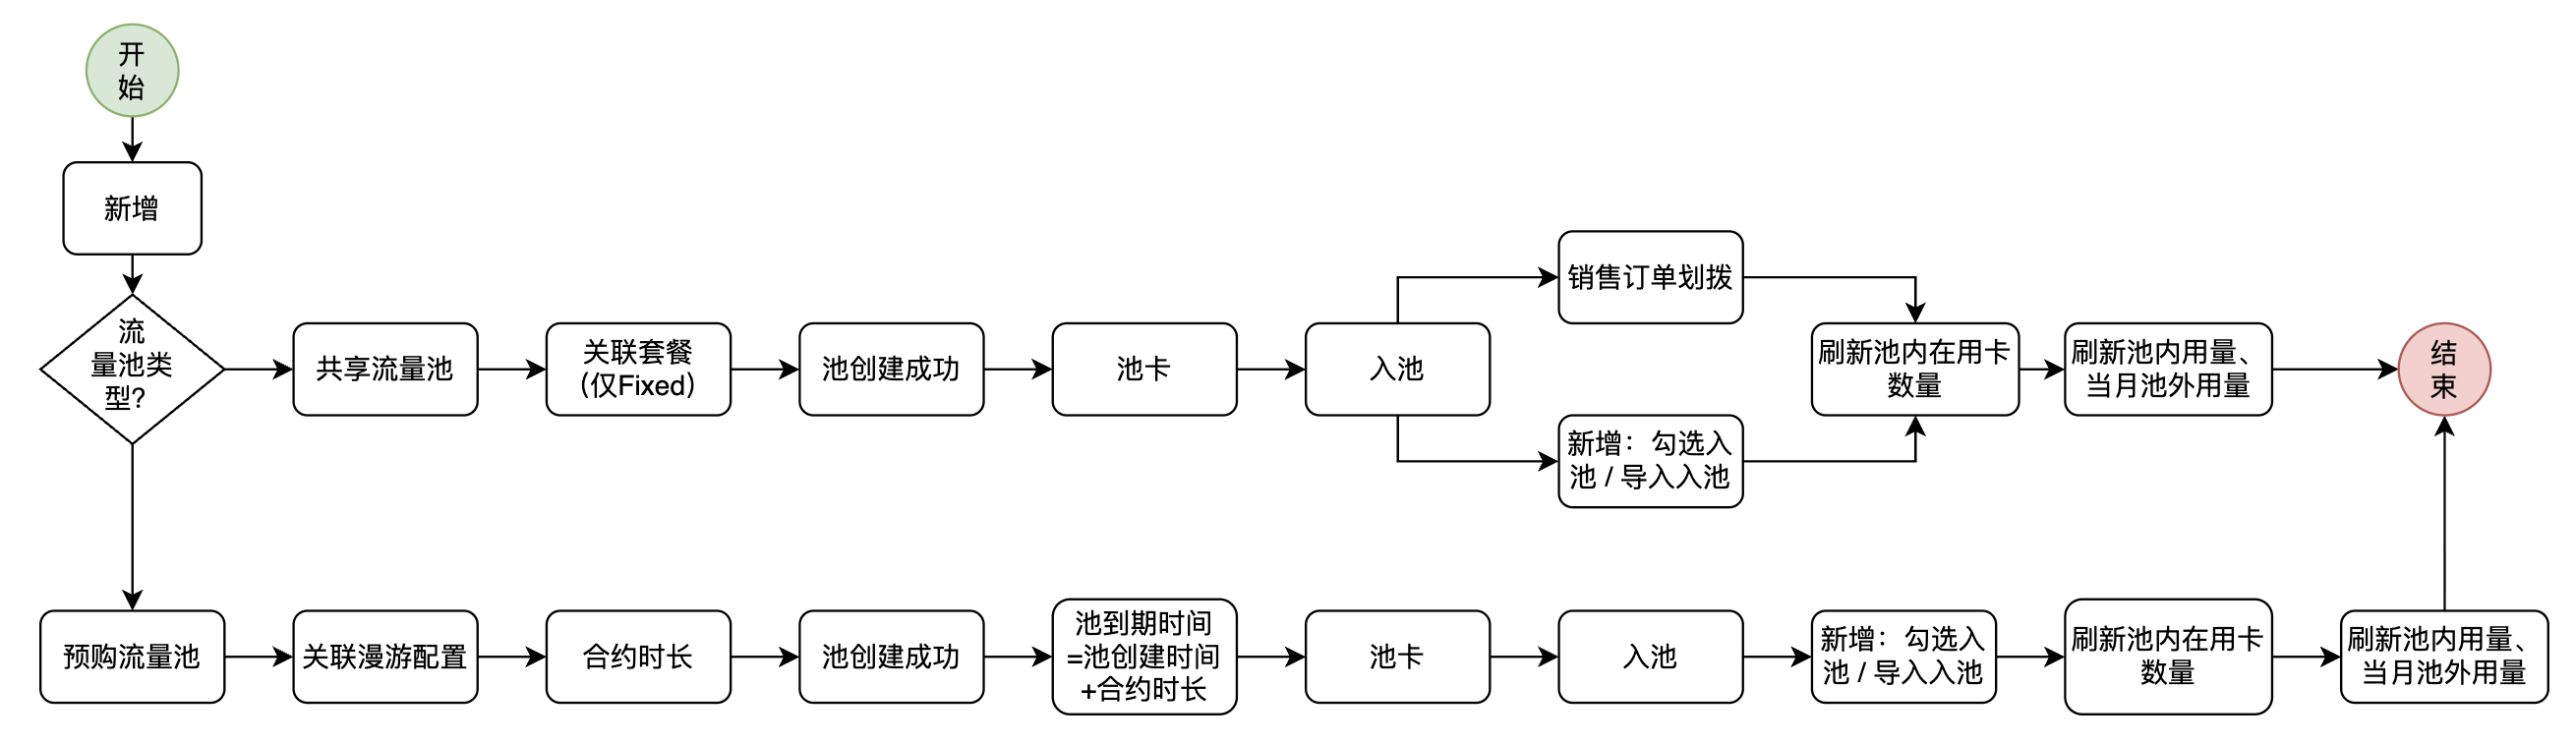 开
始
新增
流
量池类
型?
共享流量池
关联套餐
（仅Fixed）
池创建成功
池卡
入池
销售订单划拨
新增：勾选入
池 / 导入入池
刷新池内在用卡
数量
刷新池内用量、
当月池外用量
结
束
预购流量池
关联漫游配置
合约时长
池创建成功
池到期时间
=池创建时间
+合约时长
池卡
入池
新增：勾选入
池 / 导入入池
刷新池内在用卡
数量
刷新池内用量、
当月池外用量